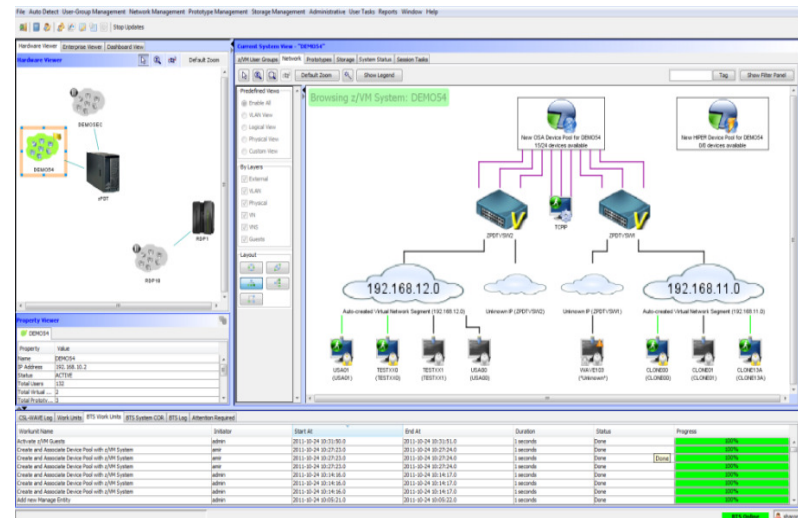 File Auto Detect User-Group Management Network Management Prototype Management Storage Management Administrative User Tasks Reports Window Help
Stop Updates
Hardware Viewer Enterprise Viewer Dashboard View
Hardware Viewer Default Zoom
DEMO54
zPDT
Property Viewer
DEMO54
Property Value
Name DEMO54
IP Address 192.168.10.2
Status ACTIVE
Total Users 132
Total Virtual ... 2
Current System View - "DEMO54"
z/VM User Groups Network Prototypes Storage System Status Session Tasks
Default Zoom Show Legend Tag Show Filter Panel
Predefined Views
Enable All
VLAN View
Logical View
Physical View
Custom View
By Layers
External
VLAN
Physical
VN
VNS
Guests
Layout
Browsing z/VM System: DEMO54
New OSA Device Pool for DEMO54
15/24 devices available
New HIPER Device Pool for DEMO54
0/0 devices available
ZPDTVSW2
TCPIP
ZPDTVSW1
192.168.12.0
192.168.11.0
Auto-created Virtual Network Segment (192.168.12.0)
Unknown IP (ZPDTVSW2)
Unknown IP (ZPDTVSW1)
Auto-created Virtual Network Segment (192.168.11.0)
USA01 TESTXX0 TESTXX1 USA00 WAVE103 CLONE00 CLONE01 CLONE13A
(USA01) (TESTXX0) (TESTXX1) (USA00) (*Unknown*) (CLONE00) (CLONE01) (CLONE13A)
CSL-WAVE Log Work Units BTS Work Units BTS System COR BTS Log Attention Required
Workunit Name Initiator Start At End At Duration Status Progress
Activate z/VM Guests admin 2011-10-24 10:31:50.0 2011-10-24 10:31:51.0 1 seconds Done 100%
Create and Associate Device Pool with z/VM System amir 2011-10-24 10:27:23.0 2011-10-24 10:27:24.0 1 seconds Done 100%
Create and Associate Device Pool with z/VM System amir 2011-10-24 10:27:23.0 2011-10-24 10:27:24.0 1 seconds Done Done 100%
Create and Associate Device Pool with z/VM System amir 2011-10-24 10:27:23.0 2011-10-24 10:27:24.0 1 seconds Done 100%
Create and Associate Device Pool with z/VM System admin 2011-10-24 10:14:16.0 2011-10-24 10:14:17.0 1 seconds Done 100%
Create and Associate Device Pool with z/VM System admin 2011-10-24 10:14:16.0 2011-10-24 10:14:17.0 1 seconds Done 100%
Create and Associate Device Pool with z/VM System admin 2011-10-24 10:14:16.0 2011-10-24 10:14:17.0 1 seconds Done 100%
Add new Manage Entity admin 2011-10-24 10:05:21.0 2011-10-24 10:05:22.0 1 seconds Done 100%
BTS Online